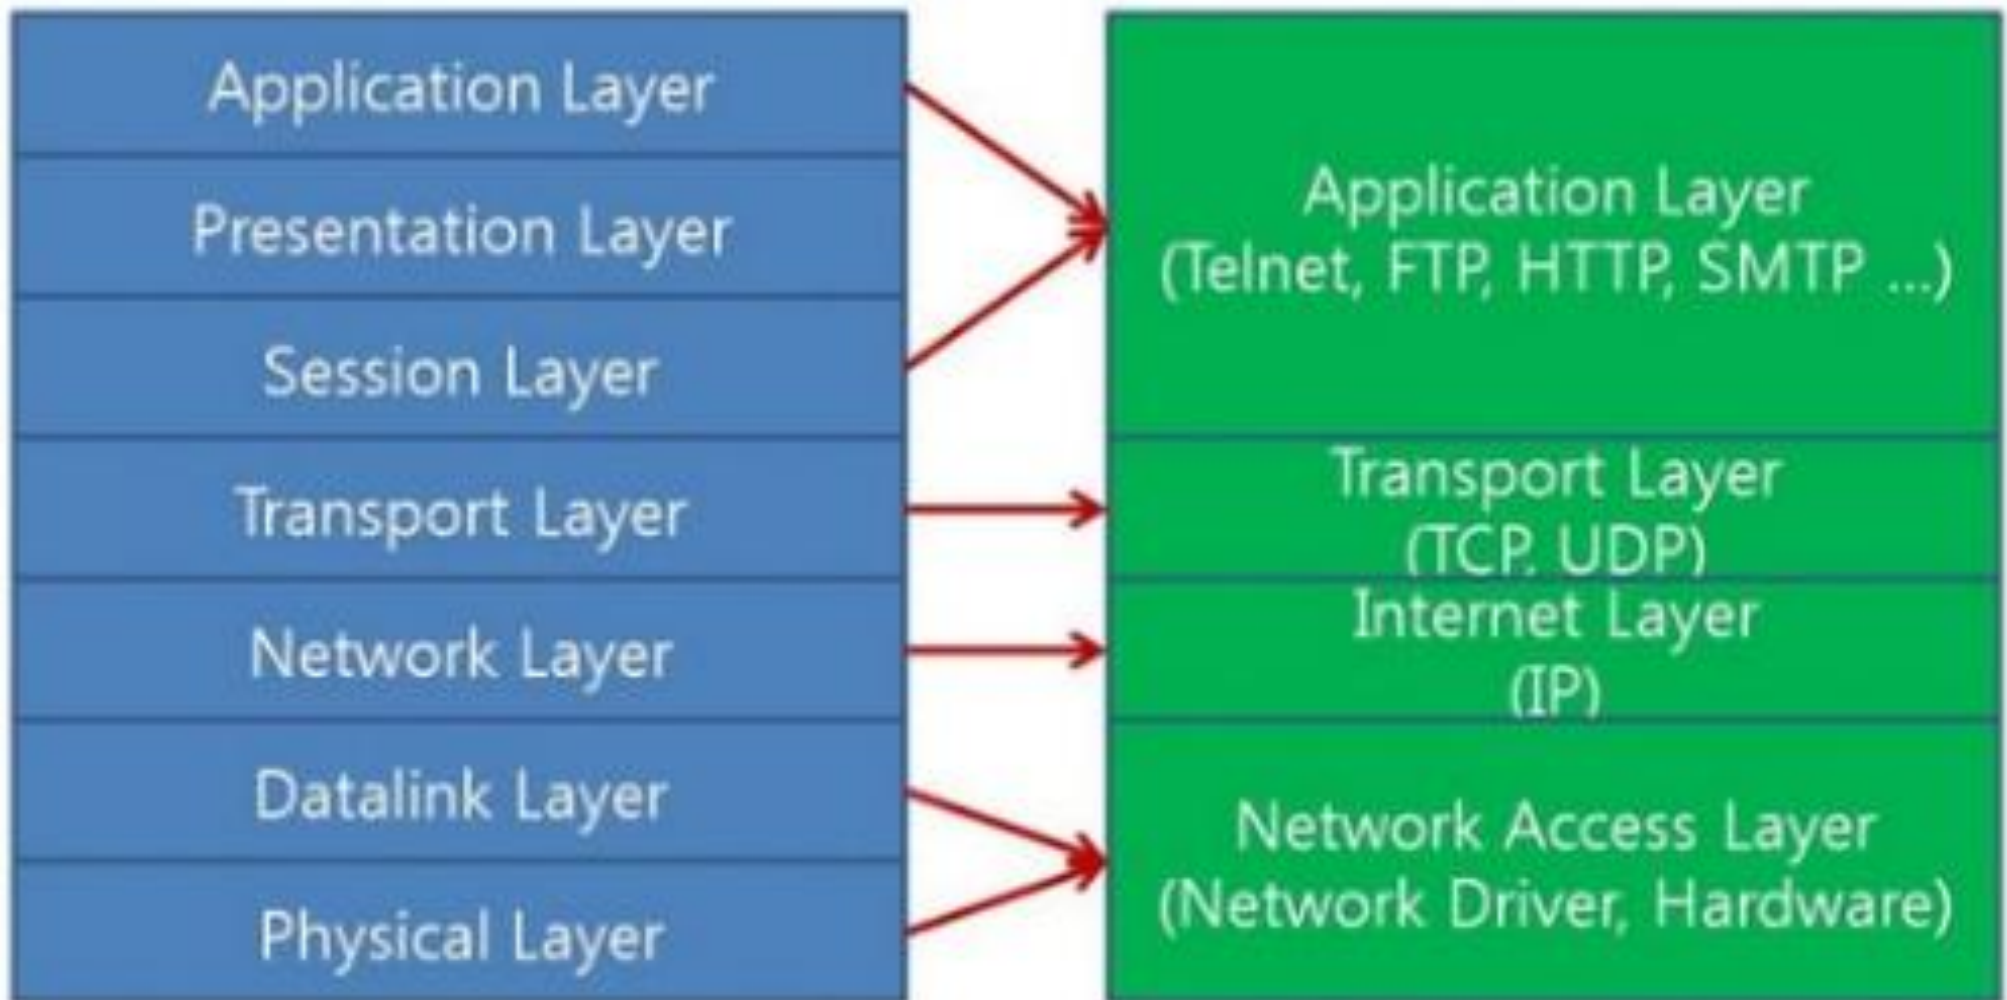 Application Layer
Presentation Layer
Session Layer
Transport Layer
Network Layer
Datalink Layer
Physical Layer
Application Layer
(Telnet, FTP, HTTP, SMTP ...)
Transport Layer
(TCP, UDP)
Internet Layer
(IP)
Network Access Layer
(Network Driver, Hardware)